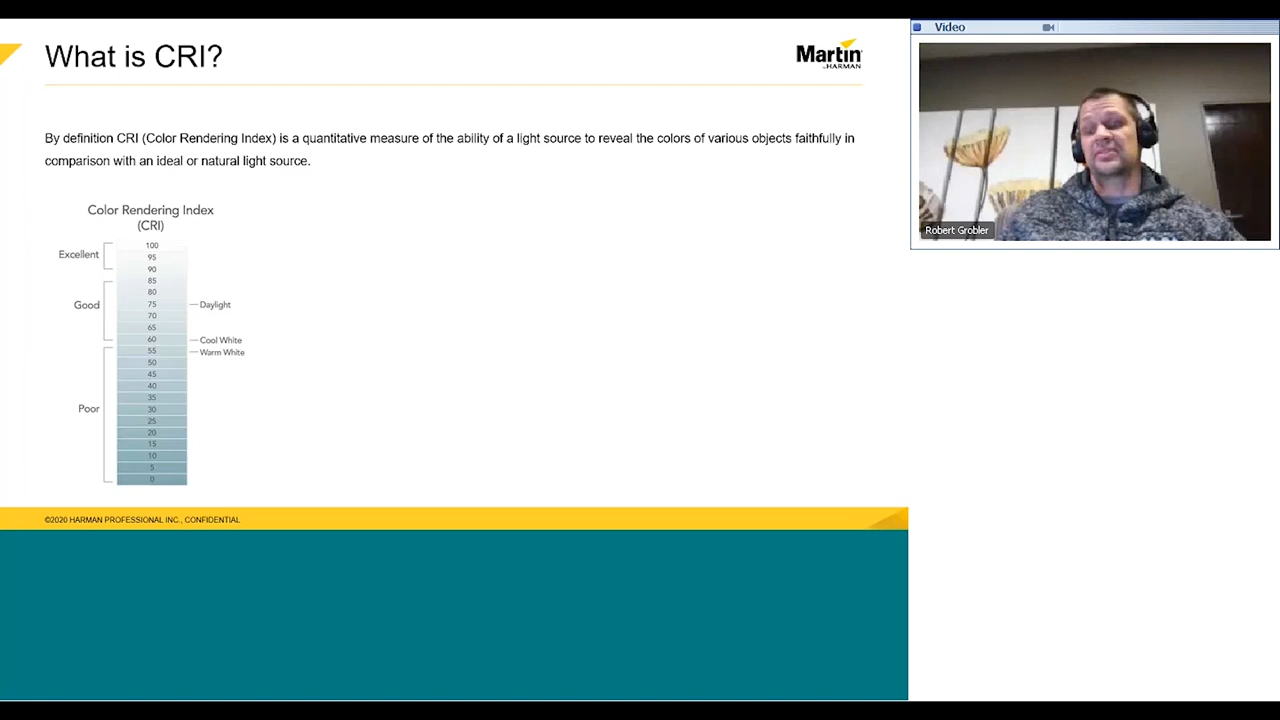 What is CRI?
Martin
by HARMAN
By definition CRI (Color Rendering Index) is a quantitative measure of the ability of a light source to reveal the colors of various objects faithfully in
comparison with an ideal or natural light source.
Color Rendering Index
(CRI)
Excellent
Good
Poor
100
95
90
85
80
75
70
65
60
55
50
45
40
35
30
25
20
15
10
5
0
Daylight
Cool White
Warm White
©2020 HARMAN PROFESSIONAL INC., CONFIDENTIAL
Video
Robert Grobler